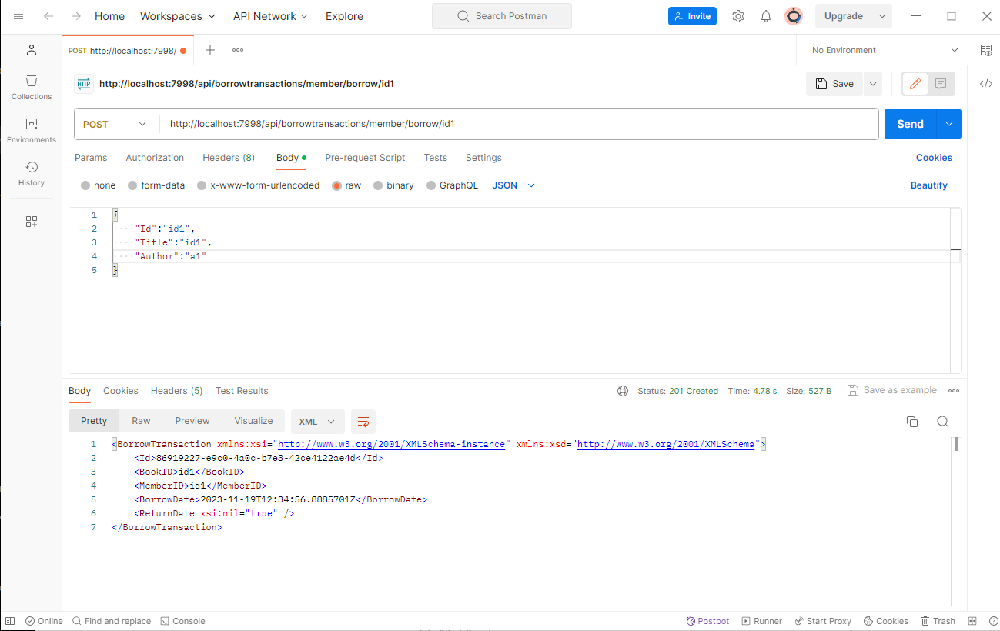 Home Workspaces API Network Explore Search Postman Invite Upgrade
POST http://localhost:7998/ No Environment
HTTP http://localhost:7998/api/borrowtransactions/member/borrow/id1 Save
POST http://localhost:7998/api/borrowtransactions/member/borrow/id1 Send
Params Authorization Headers (8) Body Pre-request Script Tests Settings Cookies
none form-data x-www-form-urlencoded raw binary GraphQL JSON Beautify
Collections
Environments
History
1 {
2 "Id":"id1",
3 "Title":"id1",
4 "Author":"a1"
5 }
Body Cookies Headers (5) Test Results Status: 201 Created Time: 4.78 s Size: 527 B Save as example
Pretty Raw Preview Visualize XML
1 <BorrowTransaction xmlns:xsi="http://www.w3.org/2001/XMLSchema-instance" xmlns:xsd="http://www.w3.org/2001/XMLSchema">
2 <Id>86919227-e9c0-4a0c-b7e3-42ce4122ae4d</Id>
3 <BookID>id1</BookID>
4 <MemberID>id1</MemberID>
5 <BorrowDate>2023-11-19T12:34:56.8885701Z</BorrowDate>
6 <ReturnDate xsi:nil="true" />
7 </BorrowTransaction>
Online Find and replace Console Postbot Runner Start Proxy Cookies Trash